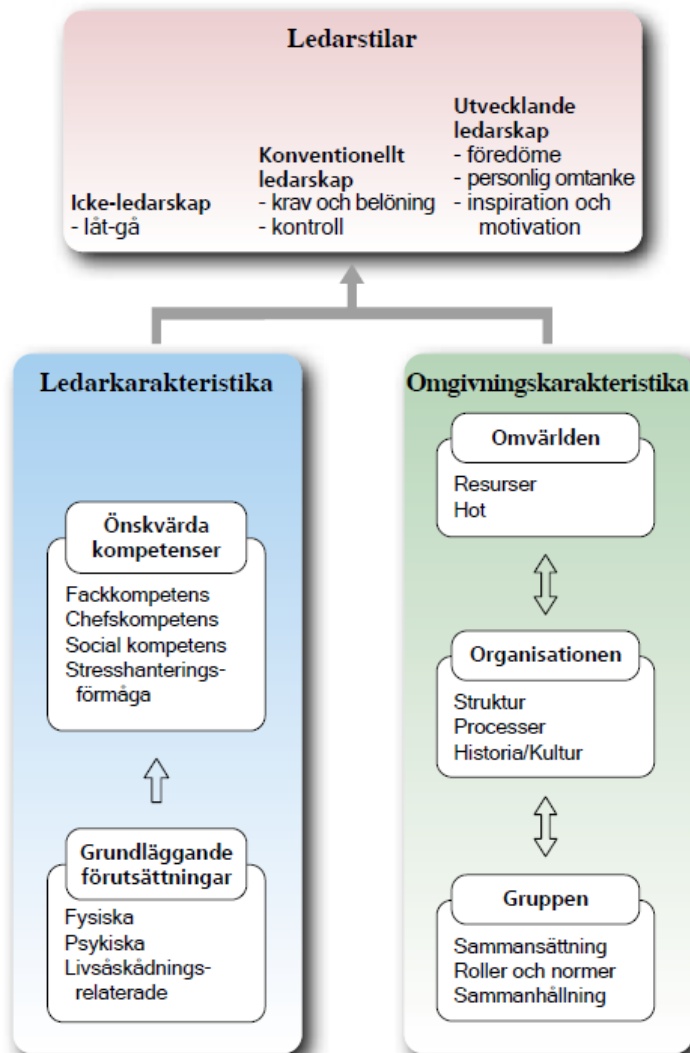 Ledarstilar
Icke-ledarskap
- låt-gå
Konventionellt
ledarskap
- krav och belöning
- kontroll
Utvecklande
ledarskap
- föredöme
- personlig omtanke
- inspiration och
motivation
Ledarkarakteristika
Önskvärda
kompetenser
Fackkompetens
Chefskompetens
Social kompetens
Stresshanterings-
förmåga
Grundläggande
förutsättningar
Fysiska
Psykiska
Livsåskådnings-
relaterade
Omgivningskarakteristika
Omvärlden
Resurser
Hot
Organisationen
Struktur
Processer
Historia/Kultur
Gruppen
Sammansättning
Roller och normer
Sammanhållning